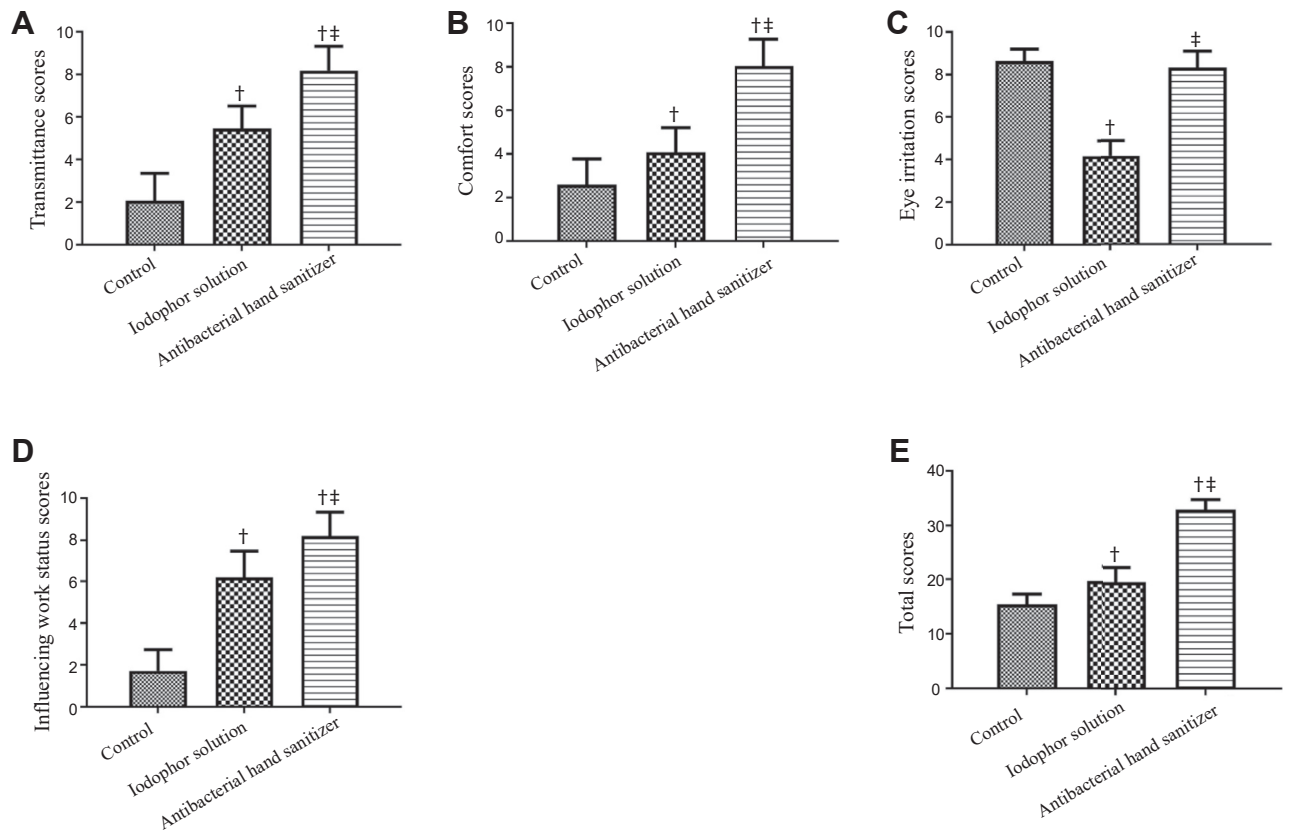 A
Transmittance scores
10
8
6
4
2
0
†
†‡
Control
Iodophor solution
Antibacterial hand sanitizer
B
Comfort scores
10
8
6
4
2
0
†
†‡
Control
Iodophor solution
Antibacterial hand sanitizer
C
Eye irritation scores
10
8
6
4
2
0
†
‡
Control
Iodophor solution
Antibacterial hand sanitizer
D
Influencing work status scores
10
8
6
4
2
0
†
†‡
Control
Iodophor solution
Antibacterial hand sanitizer
E
Total scores
40
30
20
10
0
†
†‡
Control
Iodophor solution
Antibacterial hand sanitizer